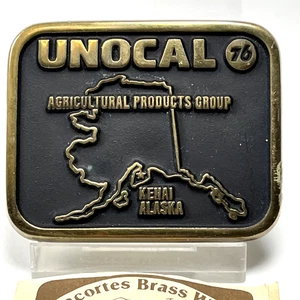 UNOCAL 76
AGRICULTURAL PRODUCTS GROUP
KENAI
ALASKA
cortes Brass W